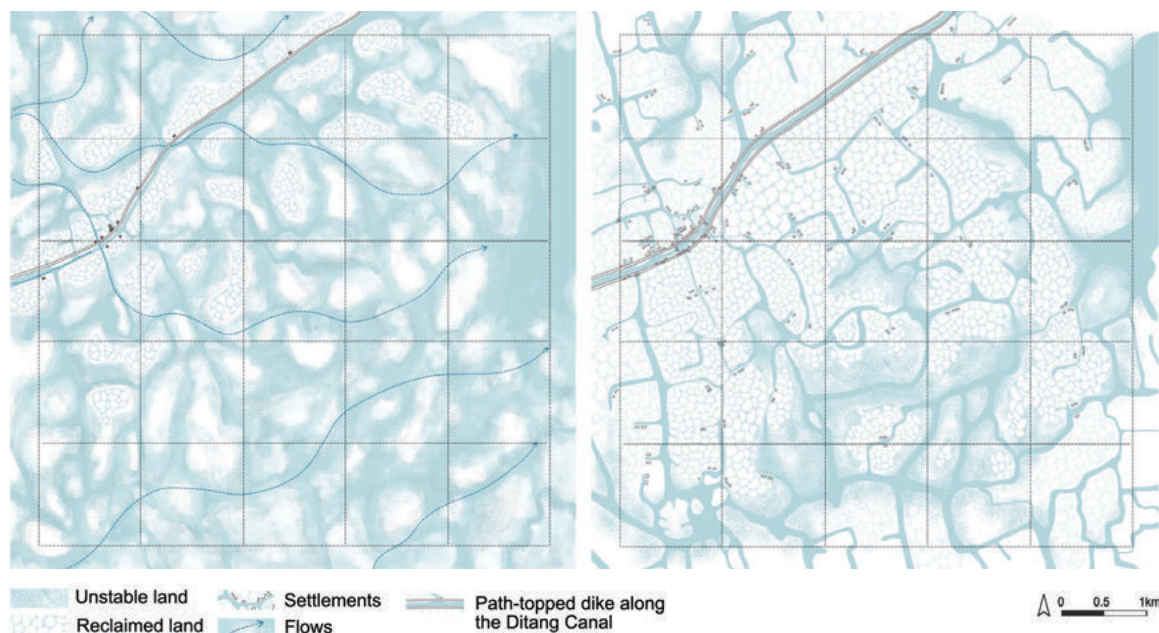 Unstable land
Reclaimed land
Settlements
Flows
Path-topped dike along
the Ditang Canal
0 0.5 1km